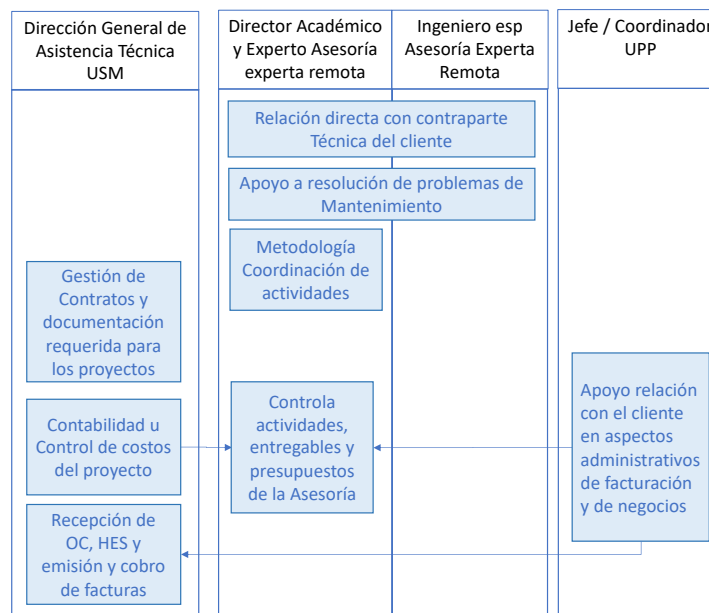 Dirección General de
Asistencia Técnica
USM
Director Académico
y Experto Asesoría
experta remota
Ingeniero esp
Asesoría Experta
Remota
Jefe / Coordinador
UPP
Relación directa con contraparte
Técnica del cliente
Apoyo a resolución de problemas de
Mantenimiento
Metodología
Coordinación de
actividades
Gestión de
Contratos y
documentación
requerida para
los proyectos
Contabilidad u
Control de costos
del proyecto
Controla
actividades,
entregables y
presupuestos
de la Asesoría
Apoyo relación
con el cliente
en aspectos
administrativos
de facturación
y de negocios
Recepción de
OC, HES y
emisión y cobro
de facturas